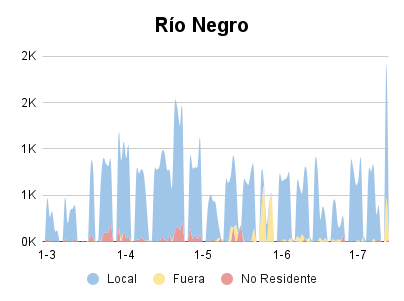 Río Negro
2K
2K
1K
1K
0K
1-3 1-4 1-5 1-6 1-7
Local Fuera No Residente